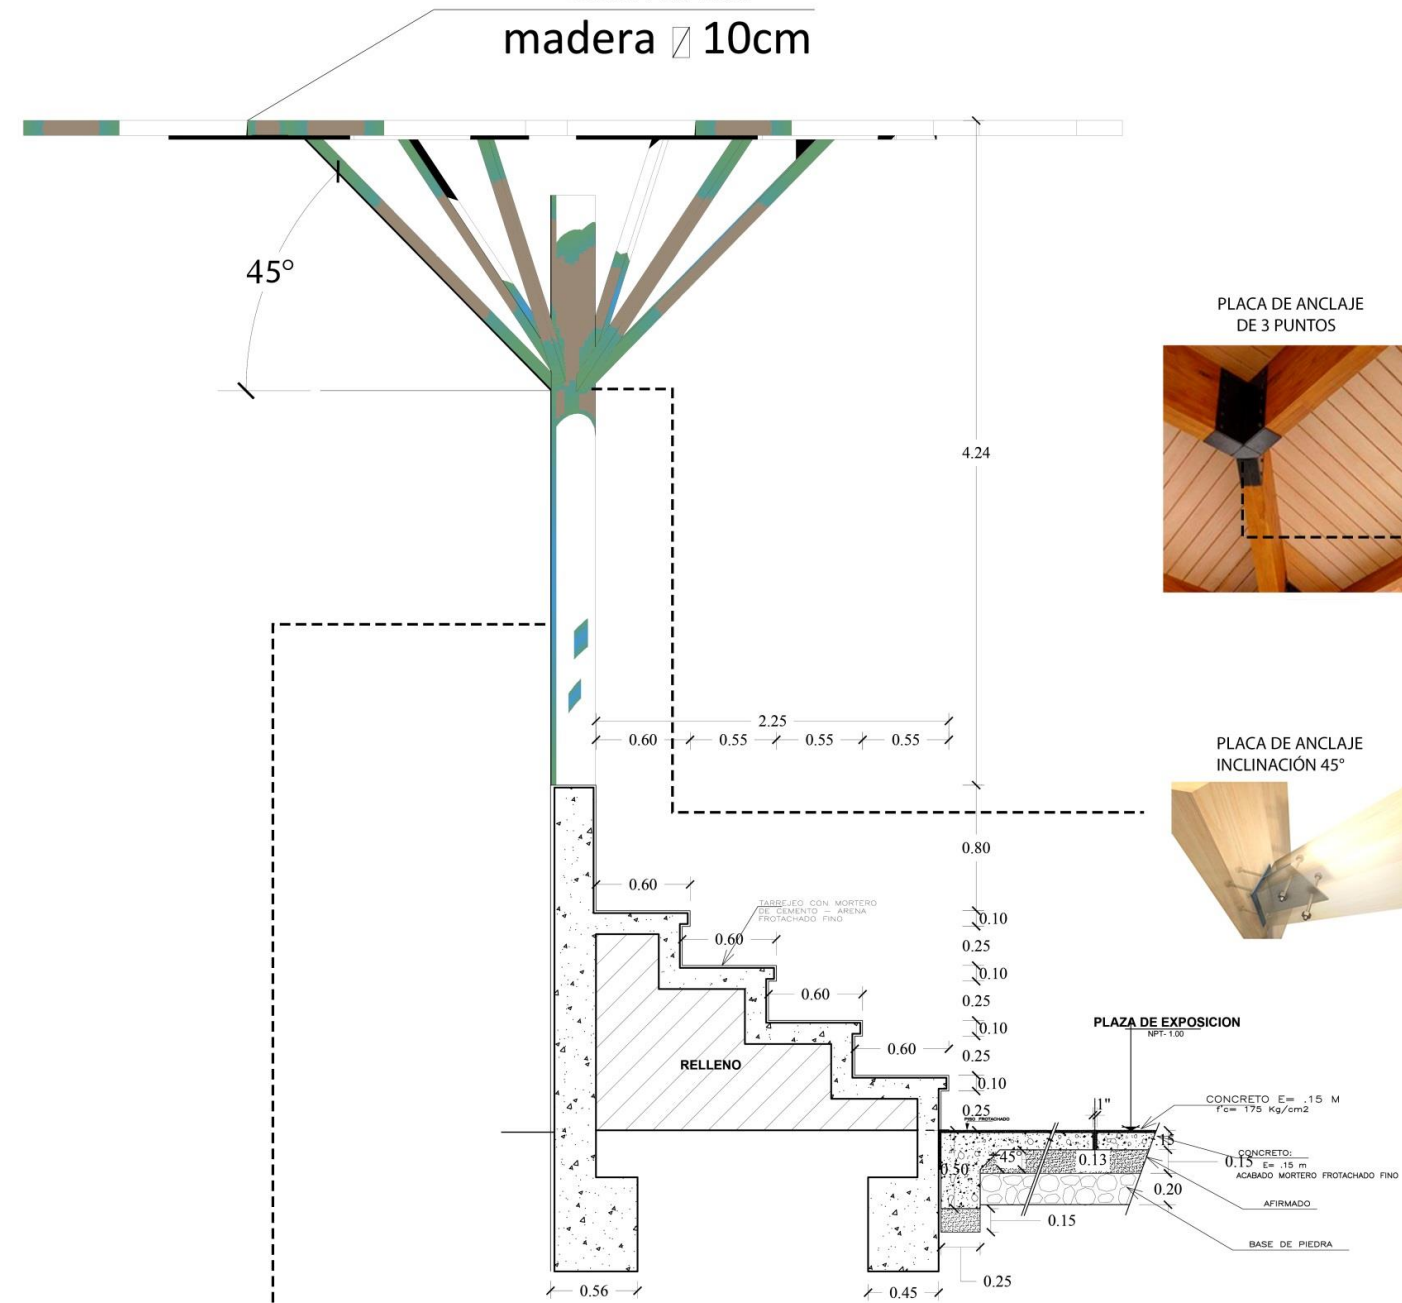 madera 10cm
45°
PLACA DE ANCLAJE
DE 3 PUNTOS
4.24
2.25
0.60
0.55
0.55
0.55
PLACA DE ANCLAJE
INCLINACIÓN 45°
0.80
0.60
TARREJEO CON MORTERO
DE CEMENTO - ARENA
FROTACHADO FINO
0.10
0.60
0.25
0.10
0.60
0.25
0.10
PLAZA DE EXPOSICION
NPT- 1.00
0.60
0.25
RELLENO
0.10
0.25
1"
CONCRETO E= .15 M
f'c= 175 Kg/cm2
PISO FROTACHADO
.15
CONCRETO:
E= .15 m
ACABADO MORTERO FROTACHADO FINO
45°
0.13
0.15
0.50
0.20
AFIRMADO
0.15
BASE DE PIEDRA
0.25
0.56
0.45